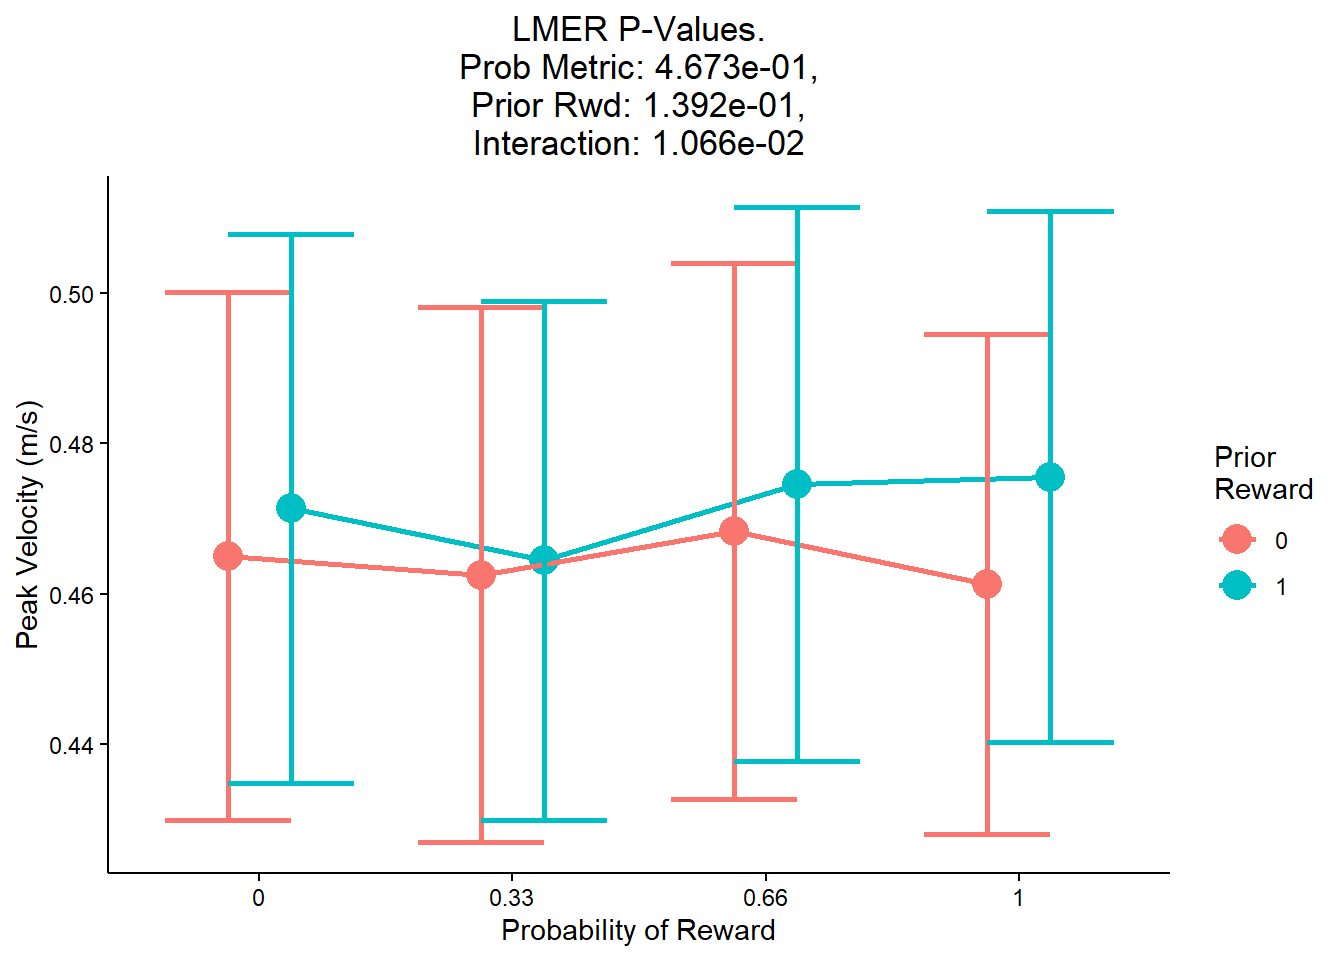 LMER P-Values.
Prob Metric: 4.673e-01,
Prior Rwd: 1.392e-01,
Interaction: 1.066e-02
0.50
0.48
0.46
0.44
Peak Velocity (m/s)
0 0.33 0.66 1
Probability of Reward
Prior
Reward
0
1